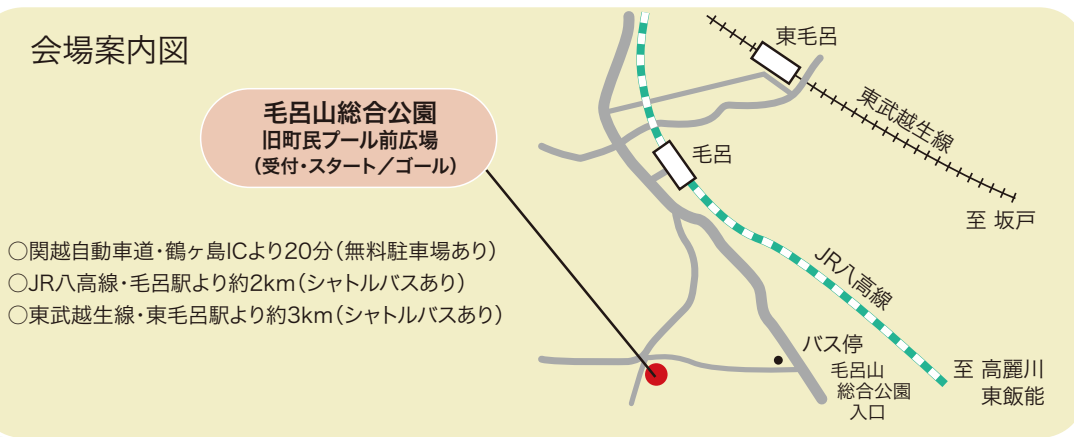 会場案内図
毛呂山総合公園
旧町民プール前広場
(受付・スタート／ゴール)
○関越自動車道・鶴ヶ島ICより20分(無料駐車場あり)
○JR八高線・毛呂駅より約2km(シャトルバスあり)
○東武越生線・東毛呂駅より約3km(シャトルバスあり)
東毛呂
東武越生線
毛呂
至 坂戸
JR八高線
バス停
毛呂山
総合公園
入口
至 高麗川
東飯能